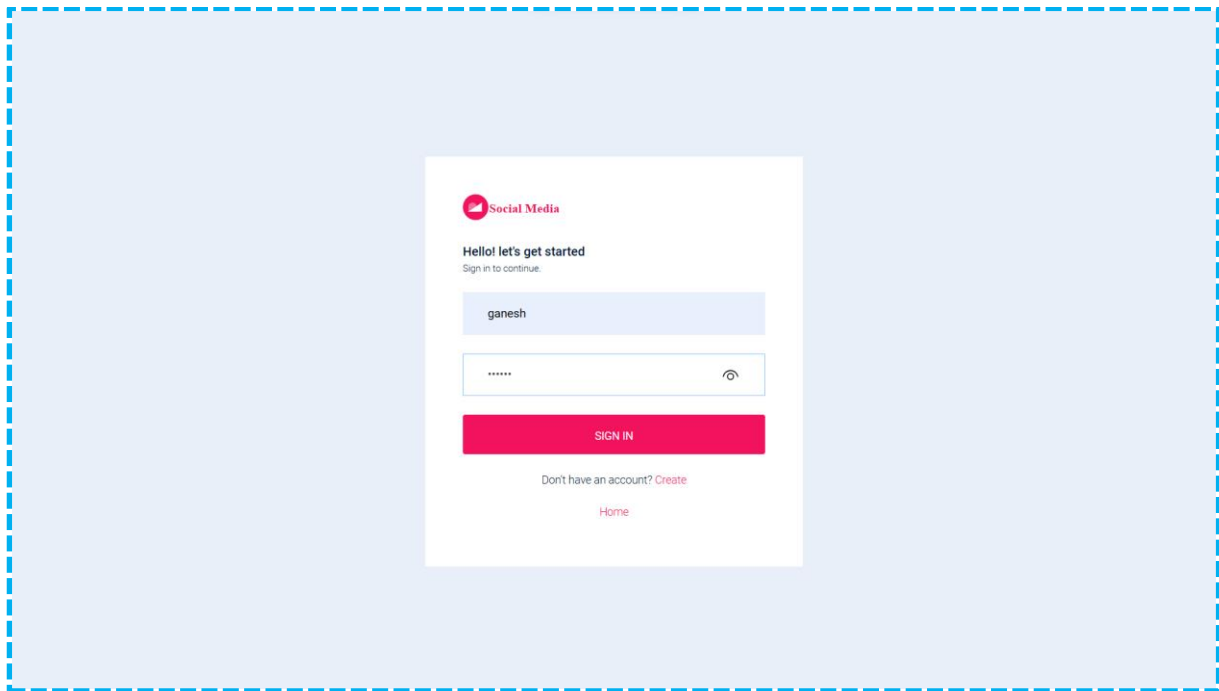 Social Media
Hello! let's get started
Sign in to continue.
ganesh
••••••
SIGN IN
Don't have an account? Create
Home